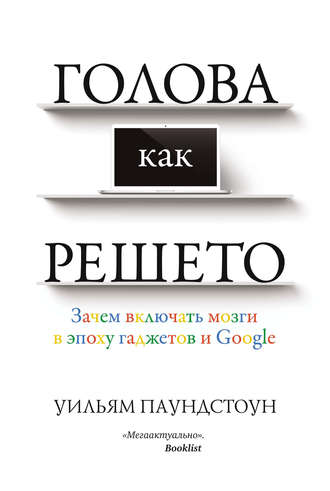 ГОЛОВА
как
РЕШЕТО
Зачем включать мозги
в эпоху гаджетов и Google
УИЛЬЯМ ПАУНДСТОУН
«Мегаактуально».
Booklist